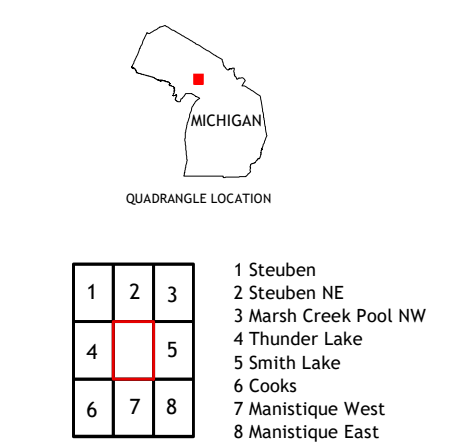 MICHIGAN
QUADRANGLE LOCATION
1 2 3
4 5
6 7 8
1 Steuben
2 Steuben NE
3 Marsh Creek Pool NW
4 Thunder Lake
5 Smith Lake
6 Cooks
7 Manistique West
8 Manistique East